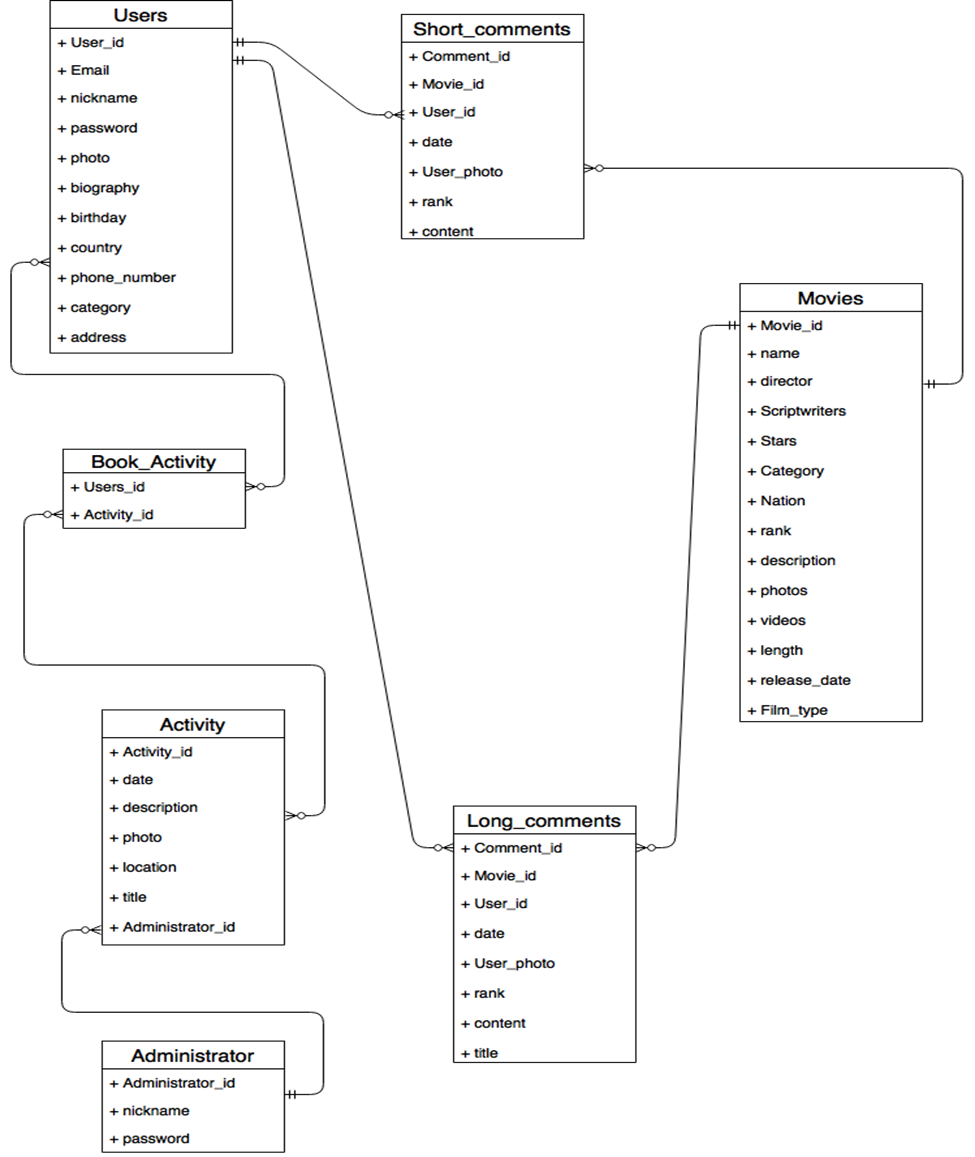 Users
+ User_id
+ Email
+ nickname
+ password
+ photo
+ biography
+ birthday
+ country
+ phone_number
+ category
+ address
Short_comments
+ Comment_id
+ Movie_id
+ User_id
+ date
+ User_photo
+ rank
+ content
Movies
+ Movie_id
+ name
+ director
+ Scriptwriters
+ Stars
+ Category
+ Nation
+ rank
+ description
+ photos
+ videos
+ length
+ release_date
+ Film_type
Book_Activity
+ Users_id
+ Activity_id
Activity
+ Activity_id
+ date
+ description
+ photo
+ location
+ title
+ Administrator_id
Long_comments
+ Comment_id
+ Movie_id
+ User_id
+ date
+ User_photo
+ rank
+ content
+ title
Administrator
+ Administrator_id
+ nickname
+ password